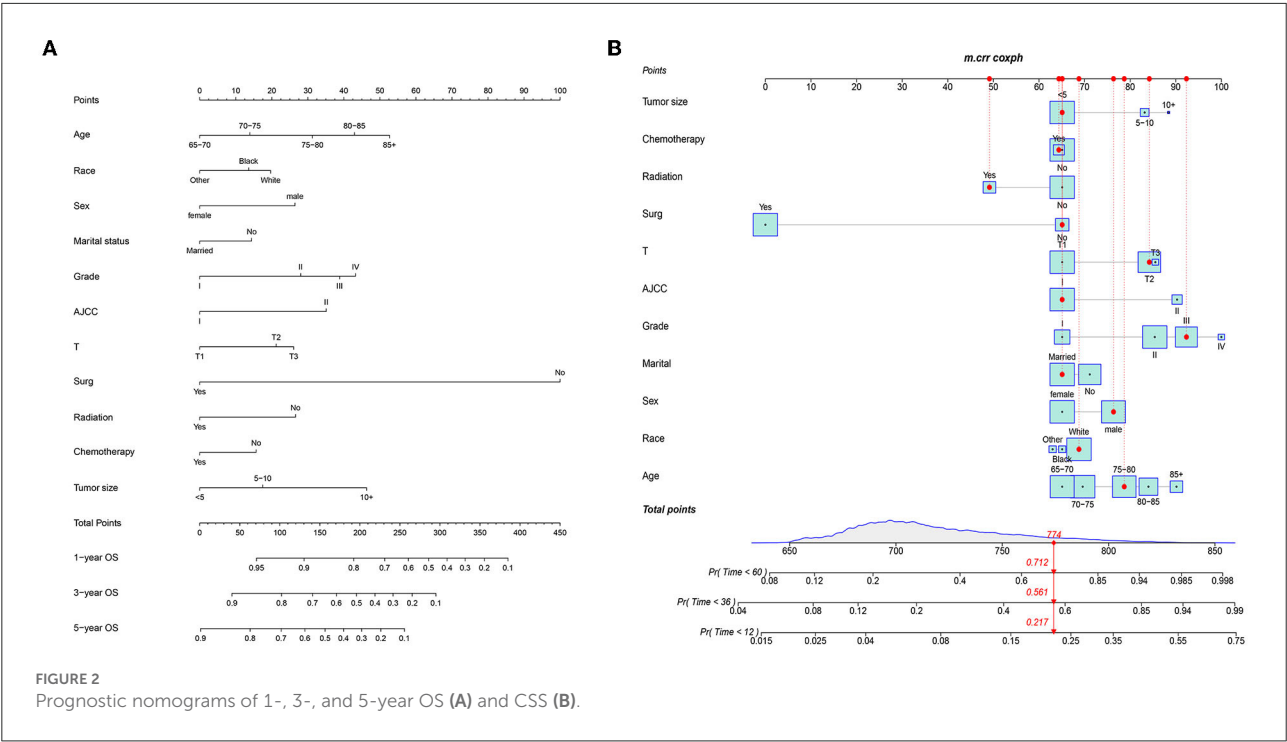 A
Points
0 10 20 30 40 50 60 70 80 90 100
70−75 80−85
Age
65−70 75−80 85+
Black
Race
Other White
male
Sex
female
No
Marital status
Married
II IV
Grade
I III
II
AJCC
I
T2
T
T1 T3
No
Surg
Yes
No
Radiation
Yes
No
Chemotherapy
Yes
5−10
Tumor size
<5 10+
Total Points
0 50 100 150 200 250 300 350 400 450
1−year OS
0.95 0.9 0.8 0.7 0.6 0.5 0.4 0.3 0.2 0.1
3−year OS
0.9 0.8 0.7 0.6 0.5 0.4 0.3 0.2 0.1
5−year OS
0.9 0.8 0.7 0.6 0.5 0.4 0.3 0.2 0.1
B
m.crr coxph
Points
0 10 20 30 40 50 60 70 80 90 100
<5
Tumor size
10+
5−10
Chemotherapy
Yes
No
Radiation
Yes
No
Surg
Yes
No
T
T1
T3
T2
AJCC
I
II
Grade
I
III
II
IV
Marital
Married
No
Sex
female
male
Race
Other
White
Black
Age
65−70 75−80 85+
70−75 80−85
Total points
774
650 700 750 800 850
0.712
Pr( Time < 60 )
0.08 0.12 0.2 0.4 0.6 0.85 0.94 0.985 0.998
0.561
Pr( Time < 36 )
0.04 0.08 0.12 0.2 0.4 0.6 0.85 0.94 0.99
0.217
Pr( Time < 12 )
0.015 0.025 0.04 0.08 0.15 0.25 0.35 0.55 0.75
FIGURE 2
Prognostic nomograms of 1-, 3-, and 5-year OS (A) and CSS (B).